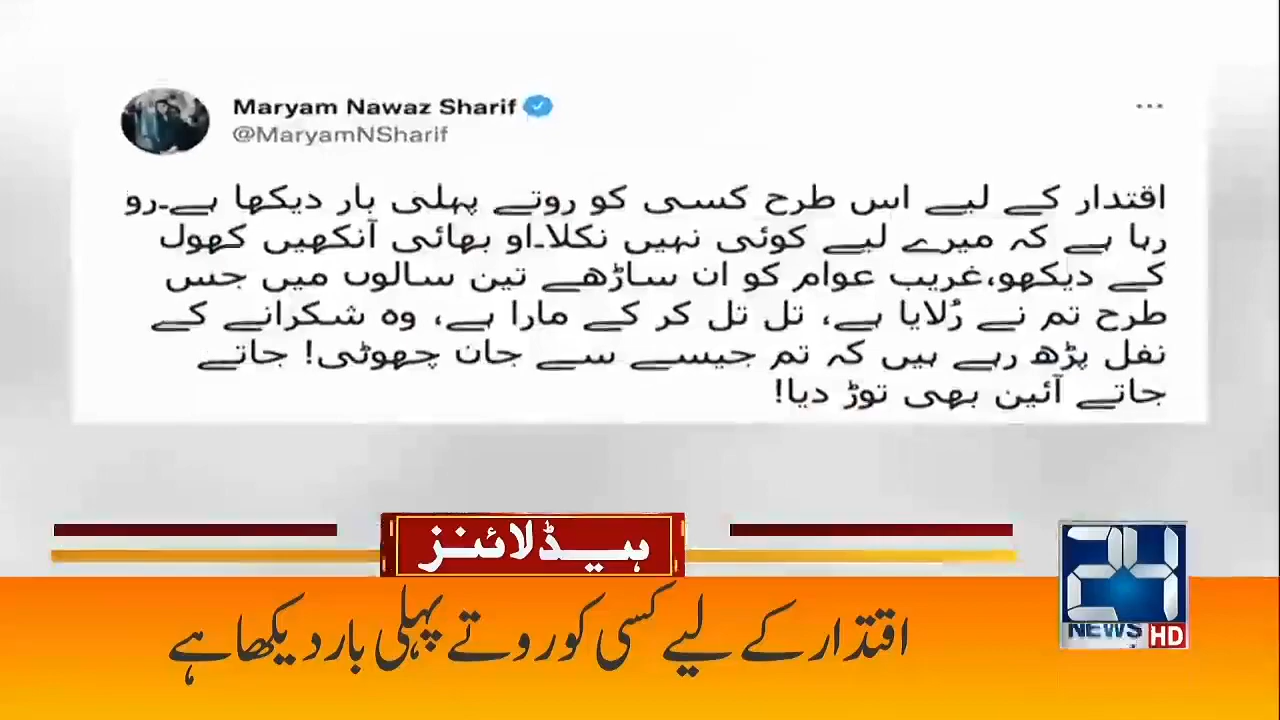 Maryam Nawaz Sharif
@MaryamNSharif
اقتدار کے لیے اس طرح کسی کو روتے پہلی بار دیکھا ہے۔رو
رہا ہے کہ میرے لیے کوئی نہیں نکلا۔او بھائی آنکھیں کھول
کے دیکھو،غریب عوام کو ان ساڑھے تین سالوں میں جس
طرح تم نے رُلایا ہے، تل تل کر کے مارا ہے، وہ شکرانے کے
نفل پڑھ رہے ہیں کہ تم جیسے سے جان چھوٹی! جاتے
جاتے آئین بھی توڑ دیا!
ہیڈلائنز
24
NEWS HD
اقتدار کے لیے کسی کو روتے پہلی بار دیکھا ہے